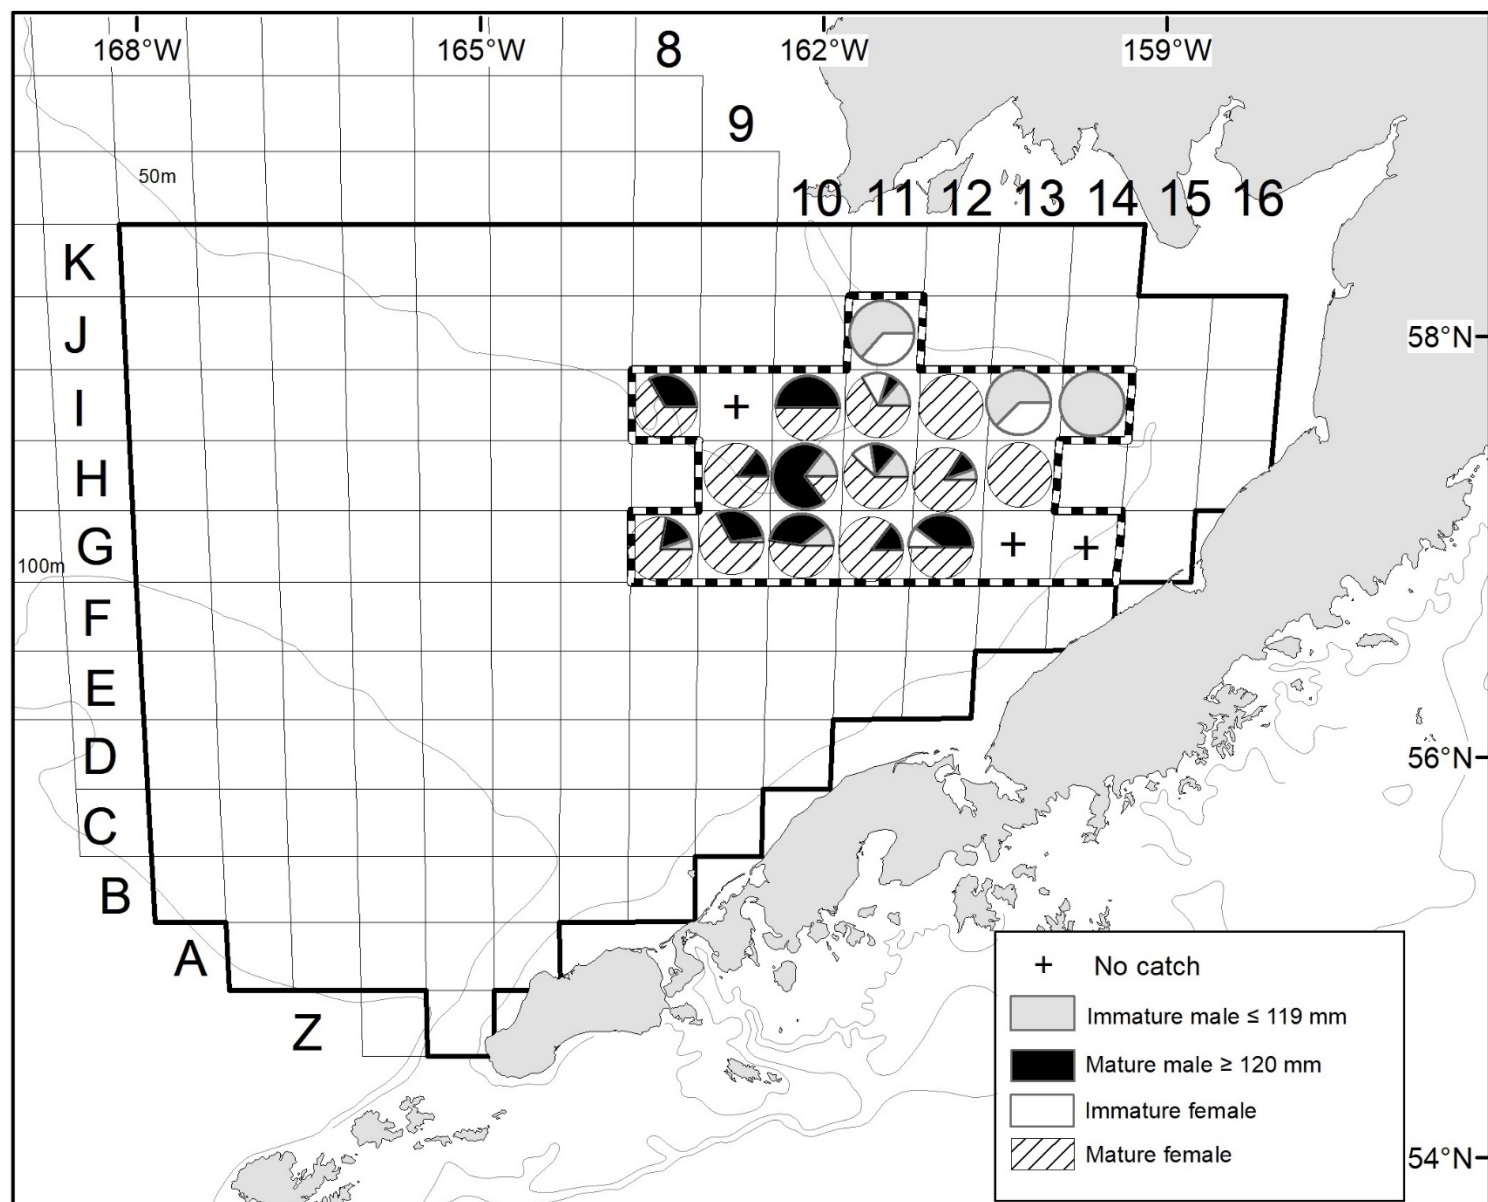 168°W 165°W 8 162°W 159°W
9
50m
10 11 12 13 14 15 16
K
J
58°N
I
+
H
G
+ +
100m
F
E
D
56°N
C
B
A
Z
+ No catch
Immature male ≤ 119 mm
Mature male ≥ 120 mm
Immature female
Mature female
54°N